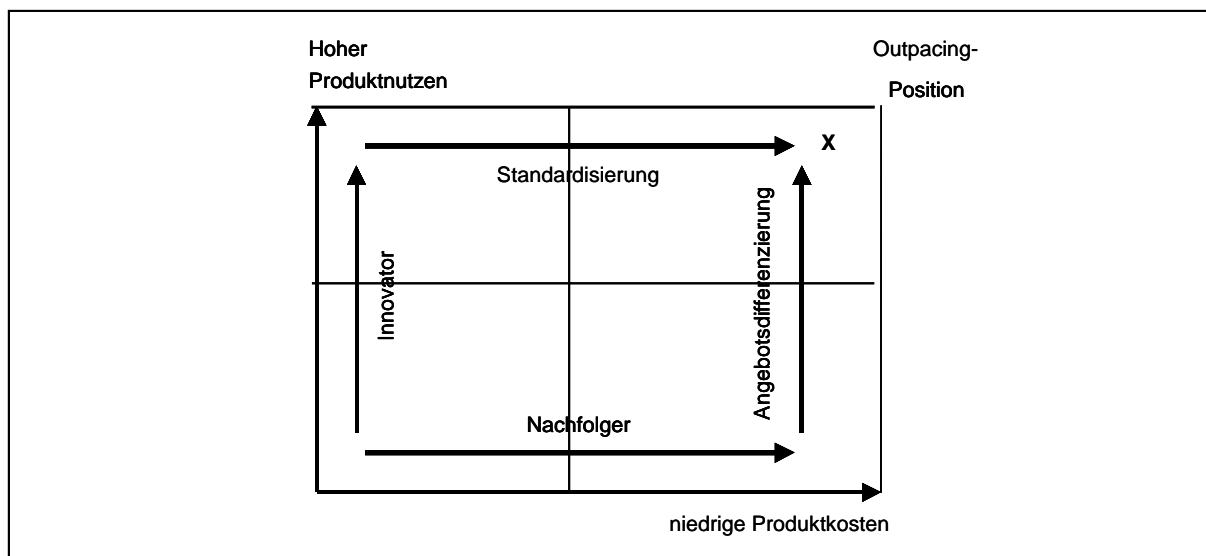 Hoher
Produktnutzen
Outpacing-
Position
X
Standardisierung
Innovator
Angebotsdifferenzierung
Nachfolger
niedrige Produktkosten